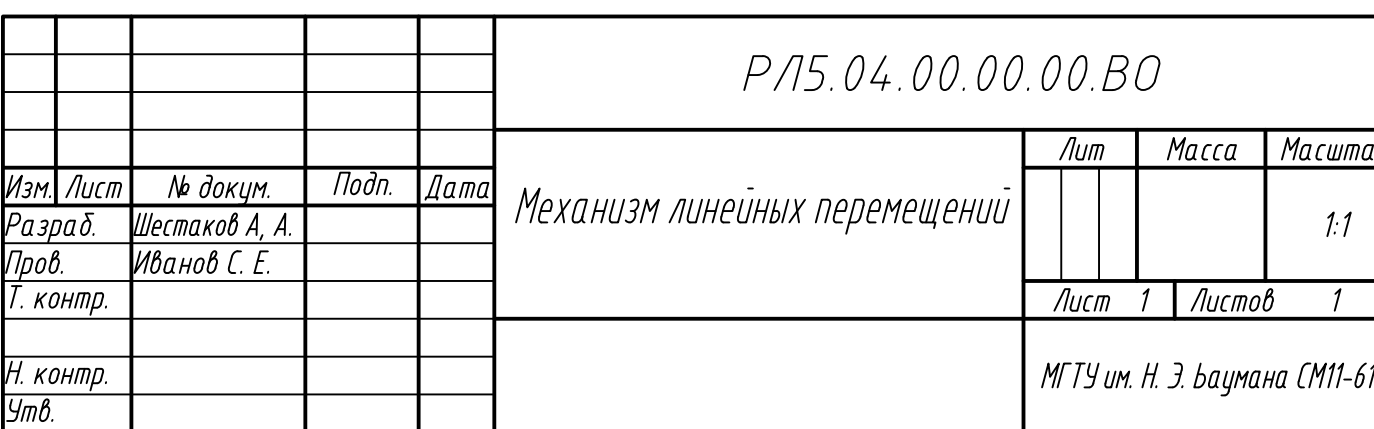 РЛ5.04.00.00.00.ВО
Лит Масса Масшта
Изм. Лист № докум. Подп. Дата
Механизм линейных перемещений
Разраб. Шестаков А, А.
1:1
Пров. Иванов С. Е.
Т. контр.
Лист 1 Листов 1
Н. контр.
МГТУ им. Н. Э. Баумана СМ11-61
Утв.